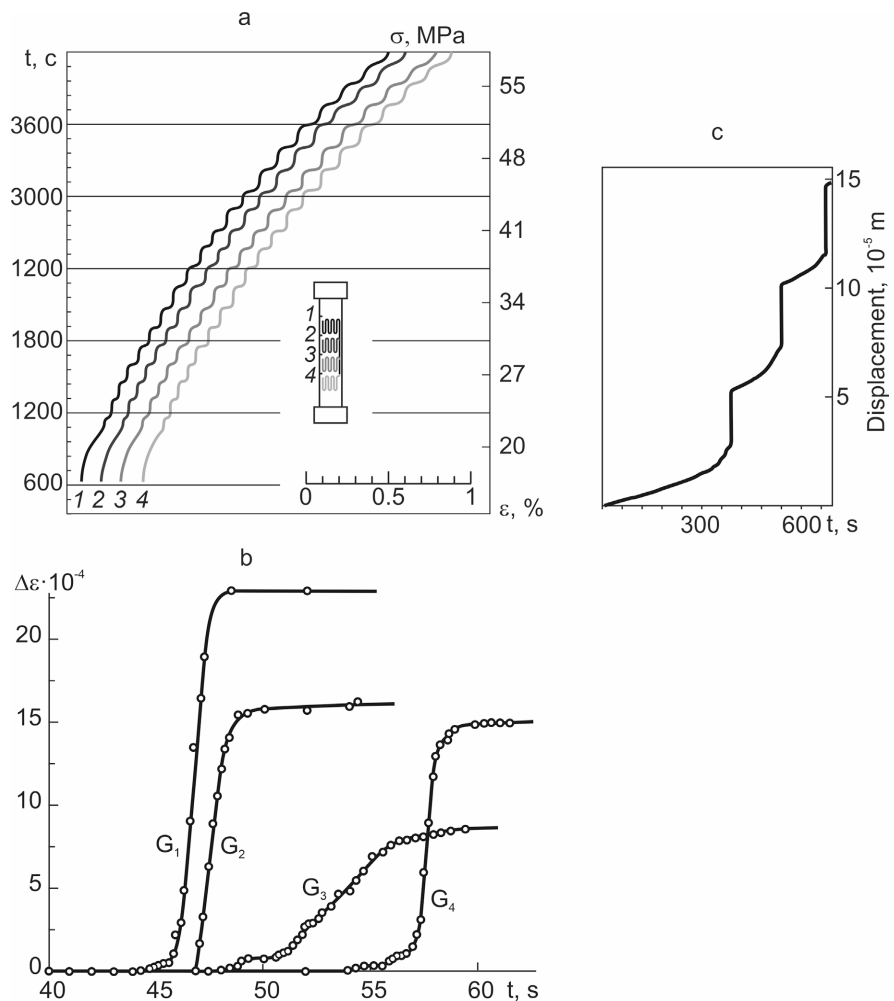 a
σ, MPa
t, c
55
3600
48
3000
41
1200
34
1800
27
1200
20
600
1 2 3 4
1
2
3
4
0 0.5 1
ε, %
c
15
10
5
Displacement, 10⁻⁵ m
300 600 t, s
b
Δε·10⁻⁴
20
15
10
5
0
G₁ G₂ G₃ G₄
40 45 50 55 60 t, s